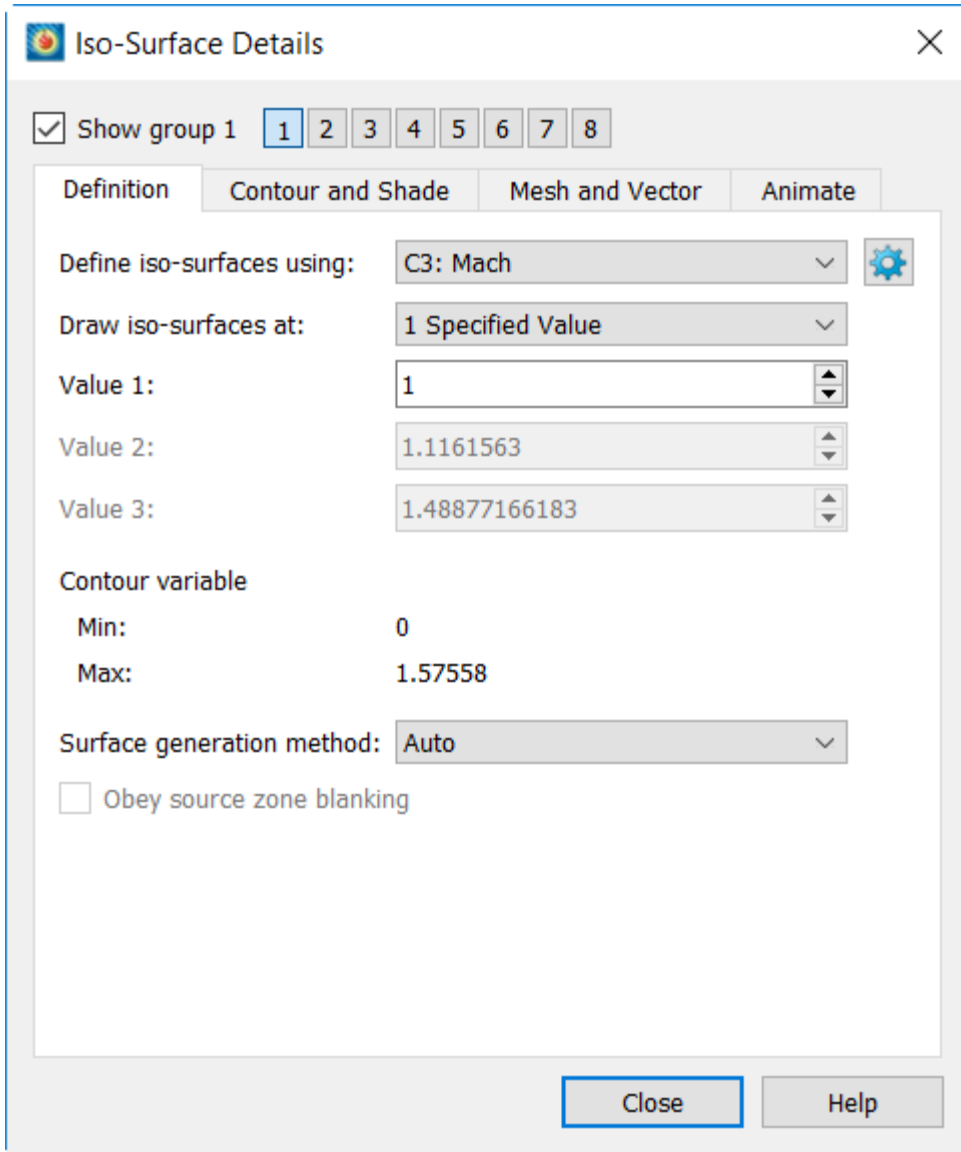 Iso-Surface Details
Show group 1 1 2 3 4 5 6 7 8
Definition Contour and Shade Mesh and Vector Animate
Define iso-surfaces using: C3: Mach
Draw iso-surfaces at: 1 Specified Value
Value 1: 1
Value 2: 1.1161563
Value 3: 1.48877166183
Contour variable
Min: 0
Max: 1.57558
Surface generation method: Auto
Obey source zone blanking
Close Help